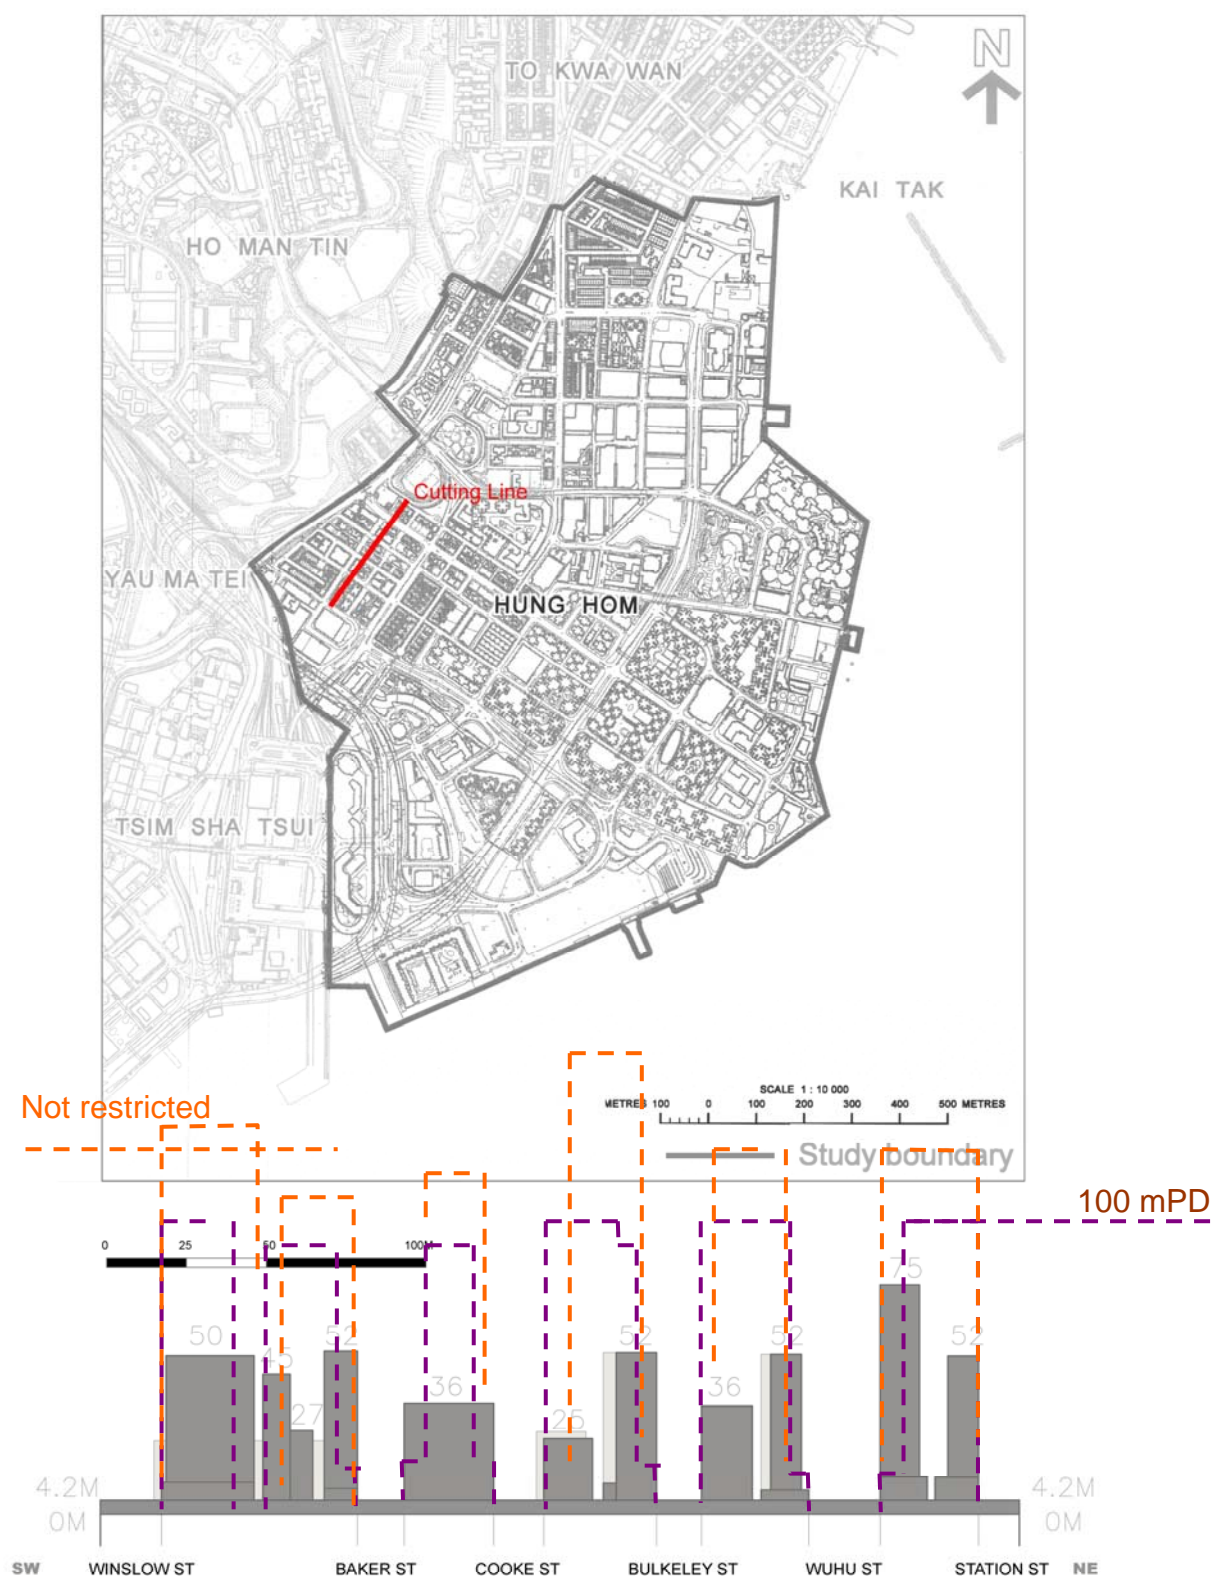 N
TO KWA WAN
KAI TAK
HO MAN TIN
Cutting Line
YAU MA TEI
HUNG HOM
TSIM SHA TSUI
SCALE 1 : 10 000
METRES 100 0 100 200 300 400 500 METRES
Not restricted
Study boundary
100 mPD
0 25 50 100M
50 45 27 52 36 25 52 36 52 75 52
4.2M 4.2M
0M 0M
SW WINSLOW ST BAKER ST COOKE ST BULKELEY ST WUHU ST STATION ST NE